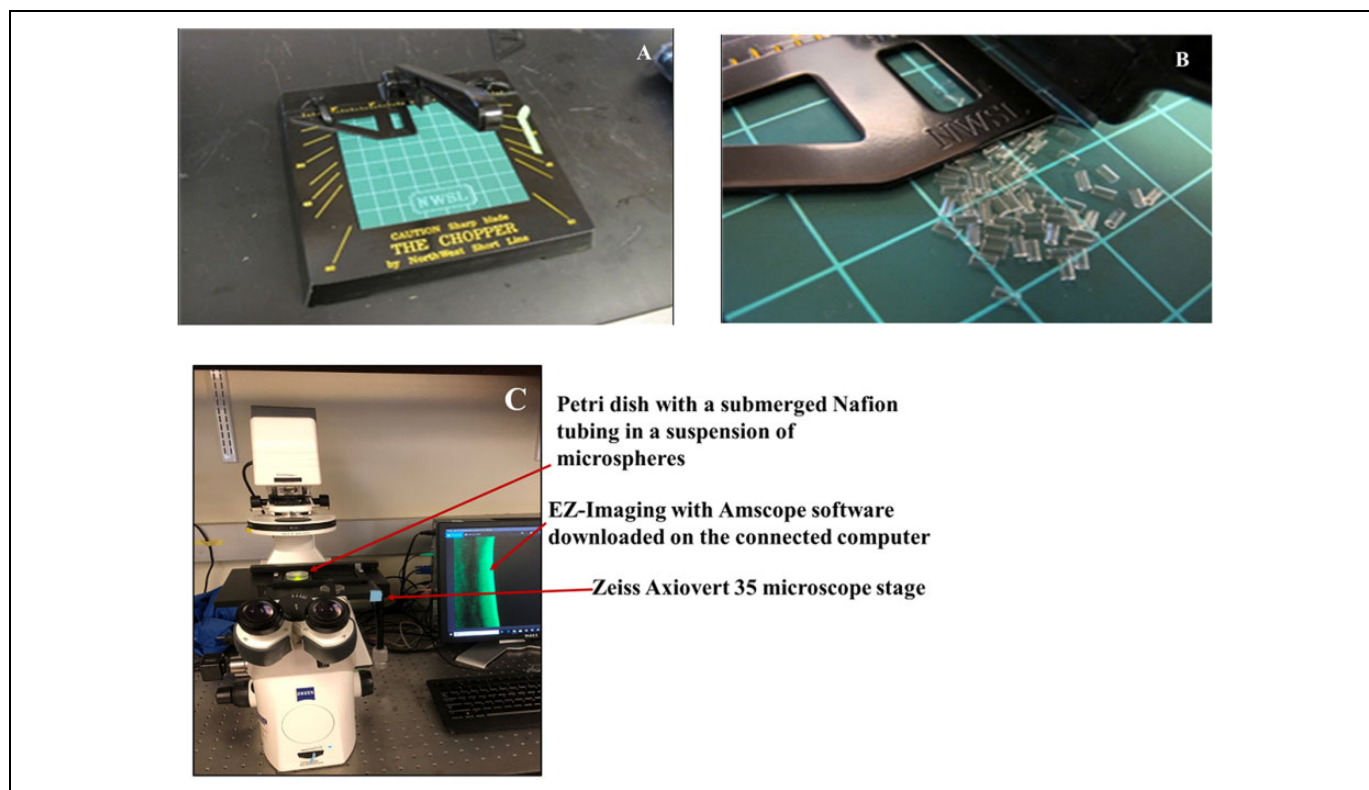 A
NWSL
CAUTION Sharp blade
THE CHOPPER
by NorthWest Short Line
B
NWSL
C
Petri dish with a submerged Nafion
tubing in a suspension of
microspheres
EZ-Imaging with Amscope software
downloaded on the connected computer
Zeiss Axiovert 35 microscope stage
ZEISS